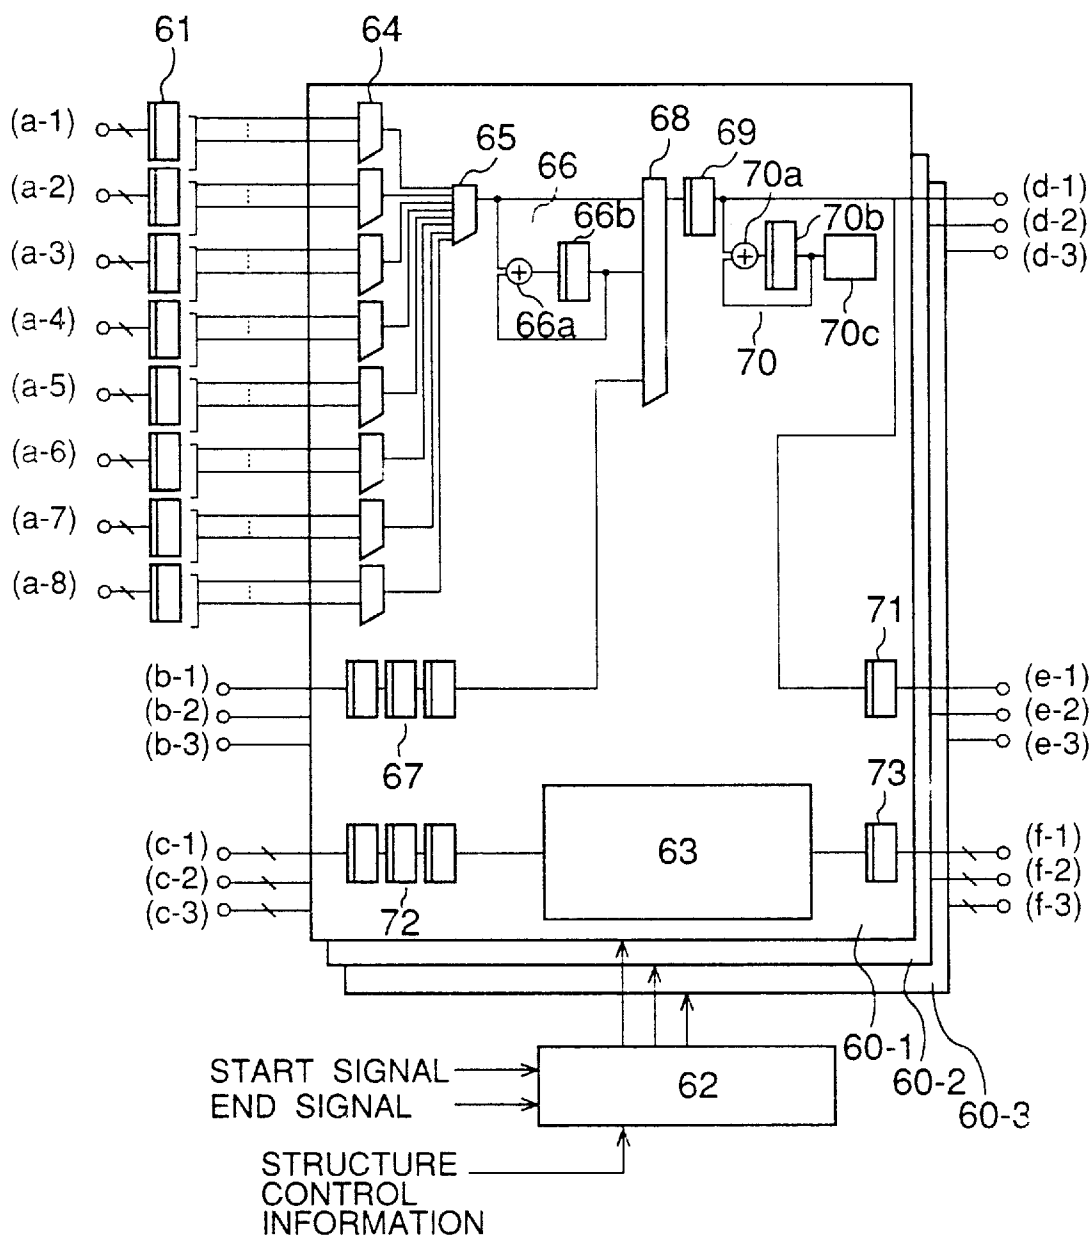 61
64
(a-1)
(a-2)
(a-3)
(a-4)
(a-5)
(a-6)
(a-7)
(a-8)
65
66
66b
66a
68
69
70a
70b
70
70c
(d-1)
(d-2)
(d-3)
(b-1)
(b-2)
(b-3)
67
71
(e-1)
(e-2)
(e-3)
(c-1)
(c-2)
(c-3)
72
63
73
(f-1)
(f-2)
(f-3)
60-1
60-2
60-3
START SIGNAL
END SIGNAL
62
STRUCTURE
CONTROL
INFORMATION